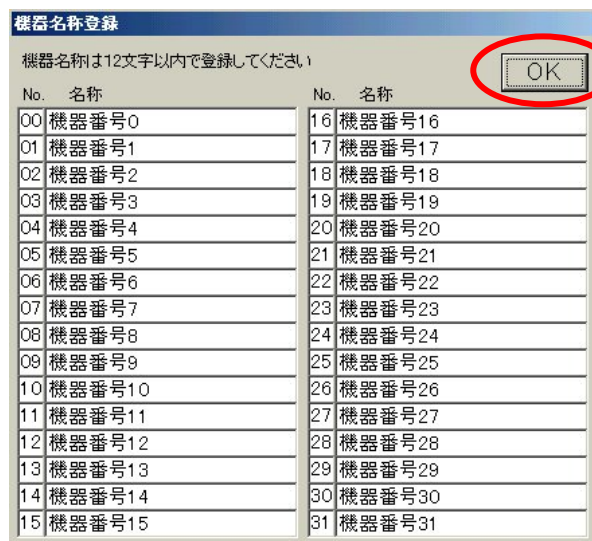 機器名称登録
機器名称は12文字以内で登録してください
OK
No. 名称
00 機器番号0
01 機器番号1
02 機器番号2
03 機器番号3
04 機器番号4
05 機器番号5
06 機器番号6
07 機器番号7
08 機器番号8
09 機器番号9
10 機器番号10
11 機器番号11
12 機器番号12
13 機器番号13
14 機器番号14
15 機器番号15
No. 名称
16 機器番号16
17 機器番号17
18 機器番号18
19 機器番号19
20 機器番号20
21 機器番号21
22 機器番号22
23 機器番号23
24 機器番号24
25 機器番号25
26 機器番号26
27 機器番号27
28 機器番号28
29 機器番号29
30 機器番号30
31 機器番号31